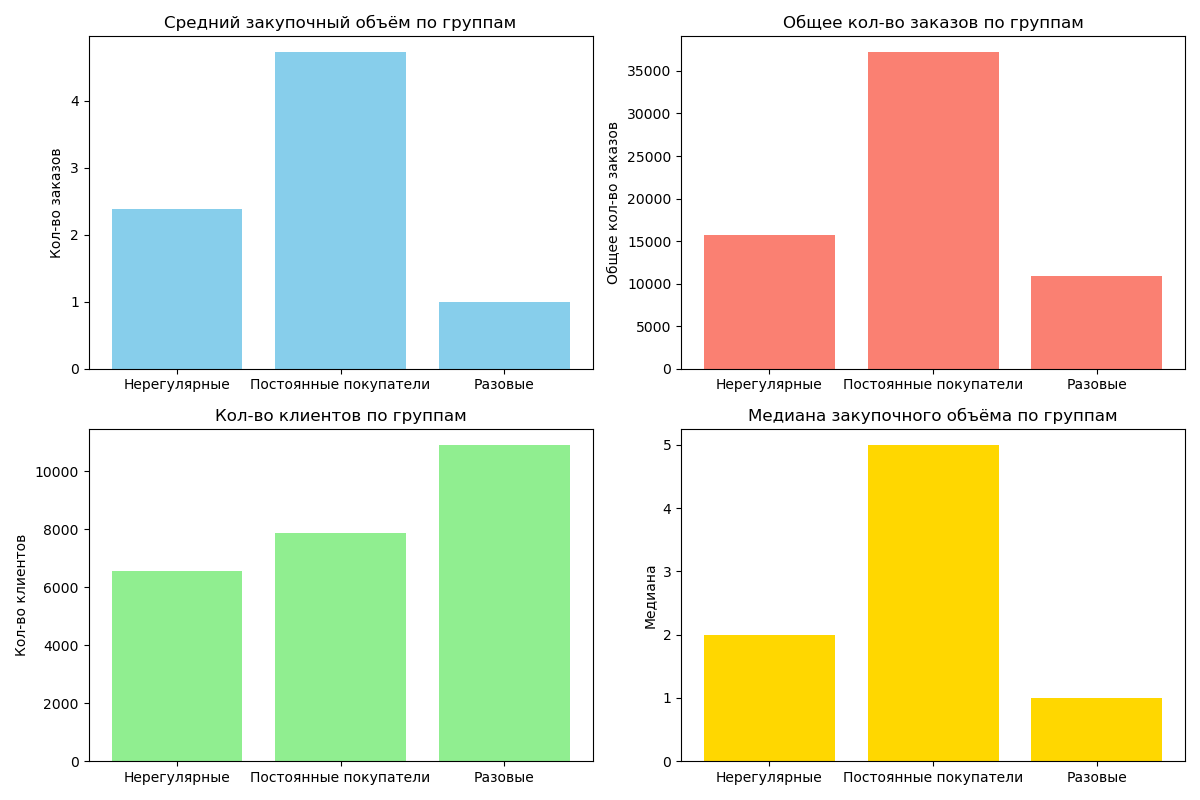 Средний закупочный объём по группам
Кол-во заказов
4
3
2
1
0
Нерегулярные
Постоянные покупатели
Разовые
Общее кол-во заказов по группам
Общее кол-во заказов
35000
30000
25000
20000
15000
10000
5000
0
Нерегулярные
Постоянные покупатели
Разовые
Кол-во клиентов по группам
Кол-во клиентов
10000
8000
6000
4000
2000
0
Нерегулярные
Постоянные покупатели
Разовые
Медиана закупочного объёма по группам
Медиана
5
4
3
2
1
0
Нерегулярные
Постоянные покупатели
Разовые